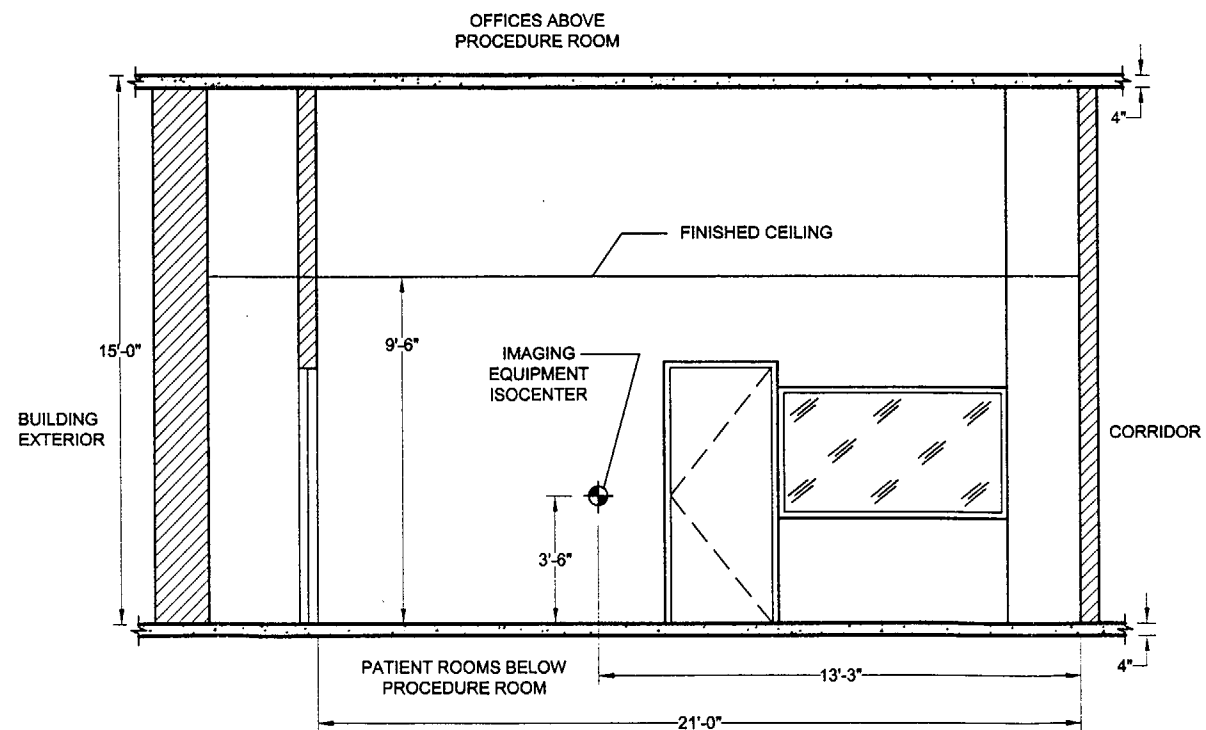 OFFICES ABOVE
PROCEDURE ROOM
4"
FINISHED CEILING
15'-0"
9'-6"
IMAGING
EQUIPMENT
ISOCENTER
BUILDING
EXTERIOR
CORRIDOR
3'-6"
PATIENT ROOMS BELOW
PROCEDURE ROOM
13'-3"
4"
21'-0"